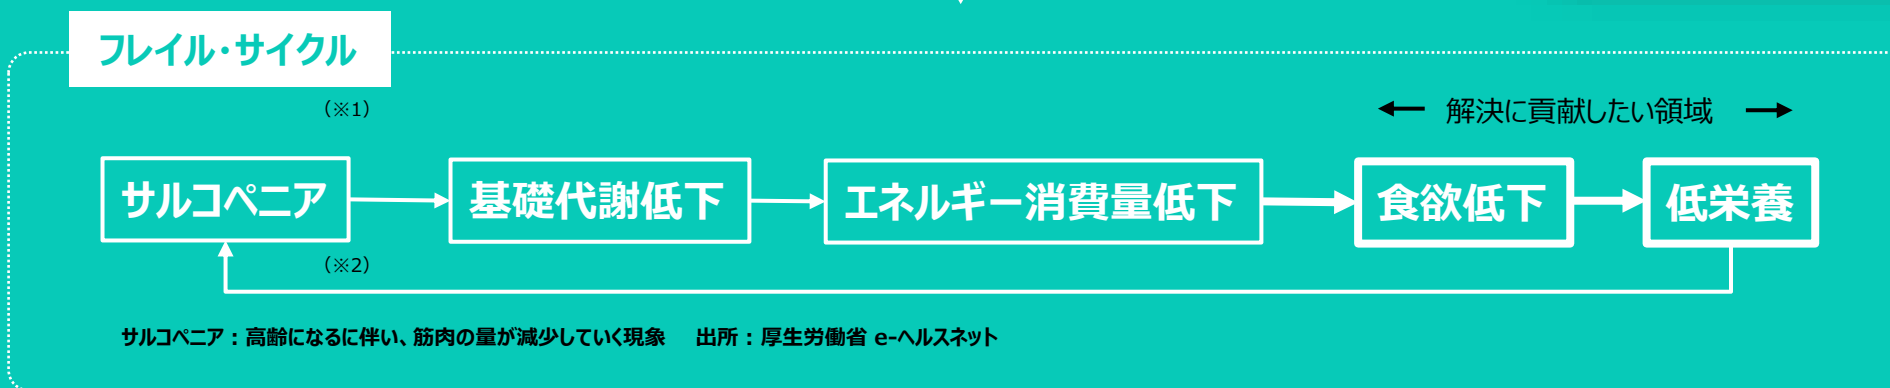 フレイル・サイクル
（※1）
← 解決に貢献したい領域 →
サルコペニア
基礎代謝低下
エネルギー消費量低下
食欲低下
低栄養
（※2）
サルコペニア：高齢になるに伴い、筋肉の量が減少していく現象 出所：厚生労働省 e-ヘルスネット